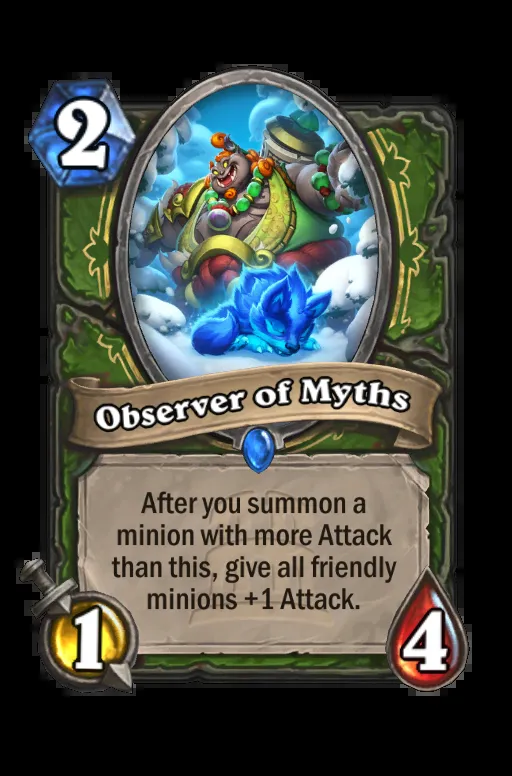 2
Observer of Myths
After you summon a
minion with more Attack
than this, give all friendly
minions +1 Attack.
1
4